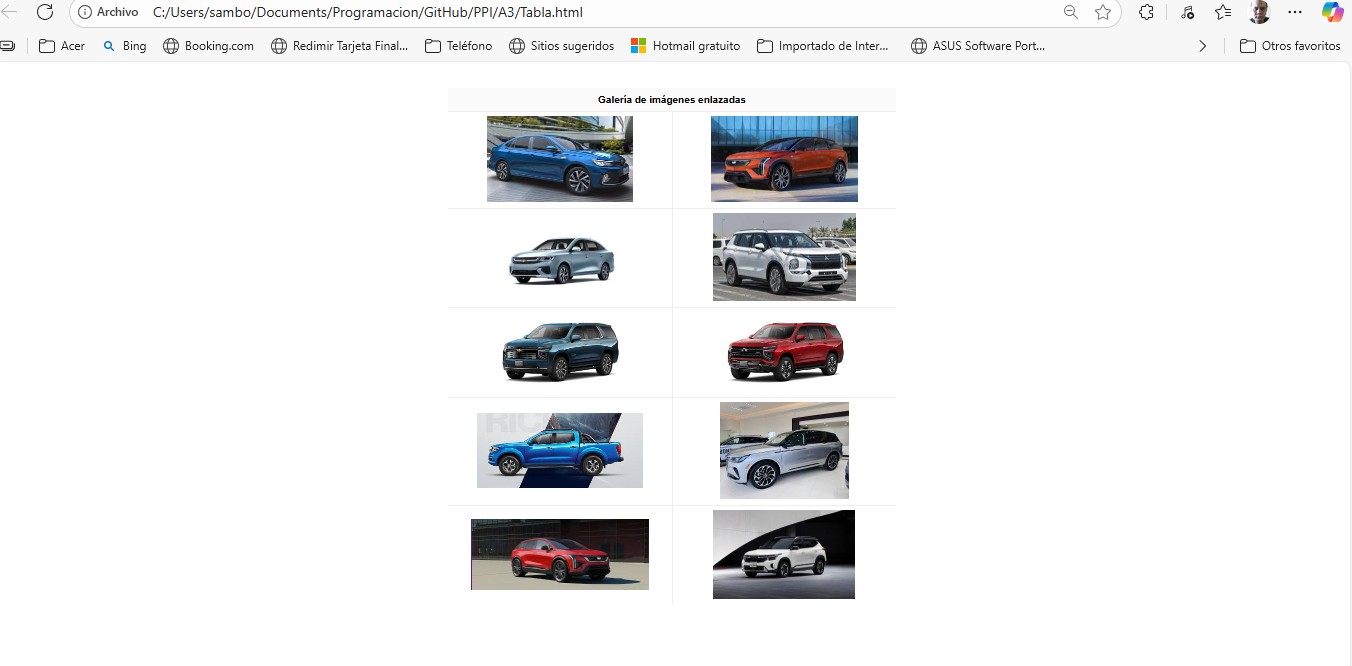 Archivo C:/Users/sambo/Documents/Programacion/GitHub/PPI/A3/Tabla.html
Acer Bing Booking.com Redimir Tarjeta Final... Teléfono Sitios sugeridos Hotmail gratuito Importado de Inter... ASUS Software Port... Otros favoritos
Galería de imágenes enlazadas
RIC